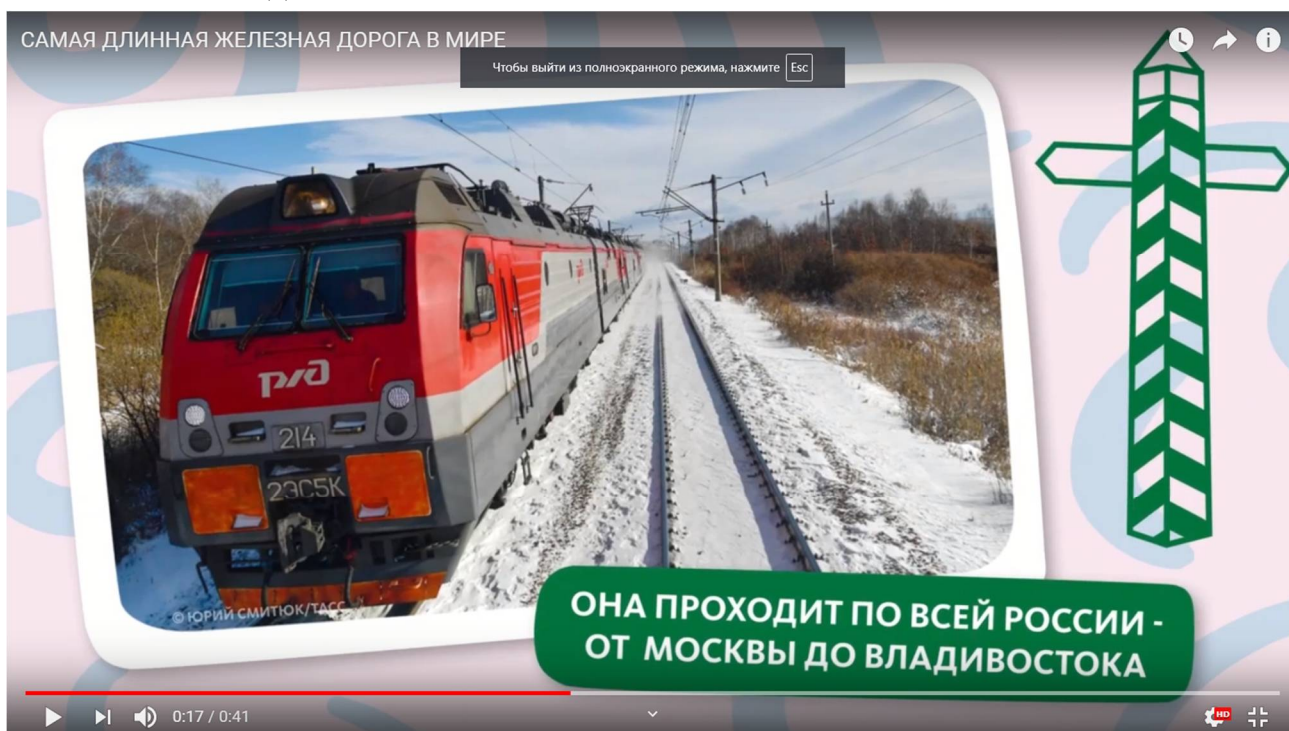 САМАЯ ДЛИННАЯ ЖЕЛЕЗНАЯ ДОРОГА В МИРЕ
Чтобы выйти из полноэкранного режима, нажмите Esc
РЖД
214
2ЭС5К
© ЮРИЙ СМИТЮК/ТАСС
ОНА ПРОХОДИТ ПО ВСЕЙ РОССИИ -
ОТ МОСКВЫ ДО ВЛАДИВОСТОКА
0:17 / 0:41
HD